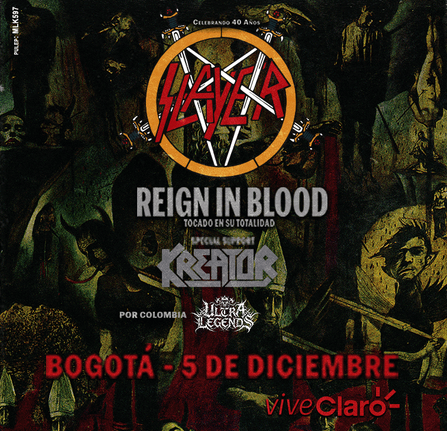 PULEP: MLK597
Celebrando 40 Años
SLAYER
REIGN IN BLOOD
TOCADO EN SU TOTALIDAD
SPECIAL SUPPORT
KREATOR
POR COLOMBIA
ULTRA
LEGENDS
BOGOTÁ - 5 DE DICIEMBRE
viveClaro